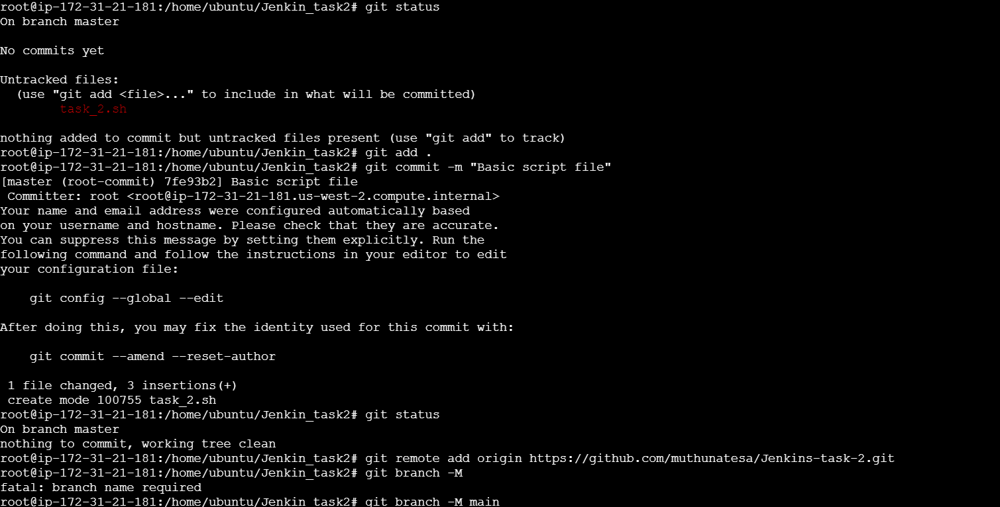 root@ip-172-31-21-181:/home/ubuntu/Jenkin_task2# git status
On branch master
No commits yet
Untracked files:
  (use "git add <file>..." to include in what will be committed)
        task_2.sh
nothing added to commit but untracked files present (use "git add" to track)
root@ip-172-31-21-181:/home/ubuntu/Jenkin_task2# git add .
root@ip-172-31-21-181:/home/ubuntu/Jenkin_task2# git commit -m "Basic script file"
[master (root-commit) 7fe93b2] Basic script file
 Committer: root <root@ip-172-31-21-181.us-west-2.compute.internal>
Your name and email address were configured automatically based
on your username and hostname. Please check that they are accurate.
You can suppress this message by setting them explicitly. Run the
following command and follow the instructions in your editor to edit
your configuration file:
    git config --global --edit
After doing this, you may fix the identity used for this commit with:
    git commit --amend --reset-author
 1 file changed, 3 insertions(+)
 create mode 100755 task_2.sh
root@ip-172-31-21-181:/home/ubuntu/Jenkin_task2# git status
On branch master
nothing to commit, working tree clean
root@ip-172-31-21-181:/home/ubuntu/Jenkin_task2# git remote add origin https://github.com/muthunatesa/Jenkins-task-2.git
root@ip-172-31-21-181:/home/ubuntu/Jenkin_task2# git branch -M
fatal: branch name required
root@ip-172-31-21-181:/home/ubuntu/Jenkin_task2# git branch -M main